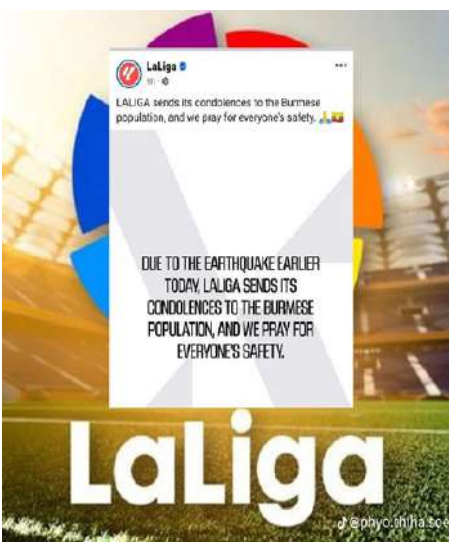 LaLiga
LALIGA sends its condolences to the Burmese
population, and we pray for everyone's safety.
DUE TO THE EARTHQUAKE EARLIER
TODAY, LALIGA SENDS ITS
CONDOLENCES TO THE BURMESE
POPULATION, AND WE PRAY FOR
EVERYONE'S SAFETY.
LaLiga
@phyo.thiha.soe